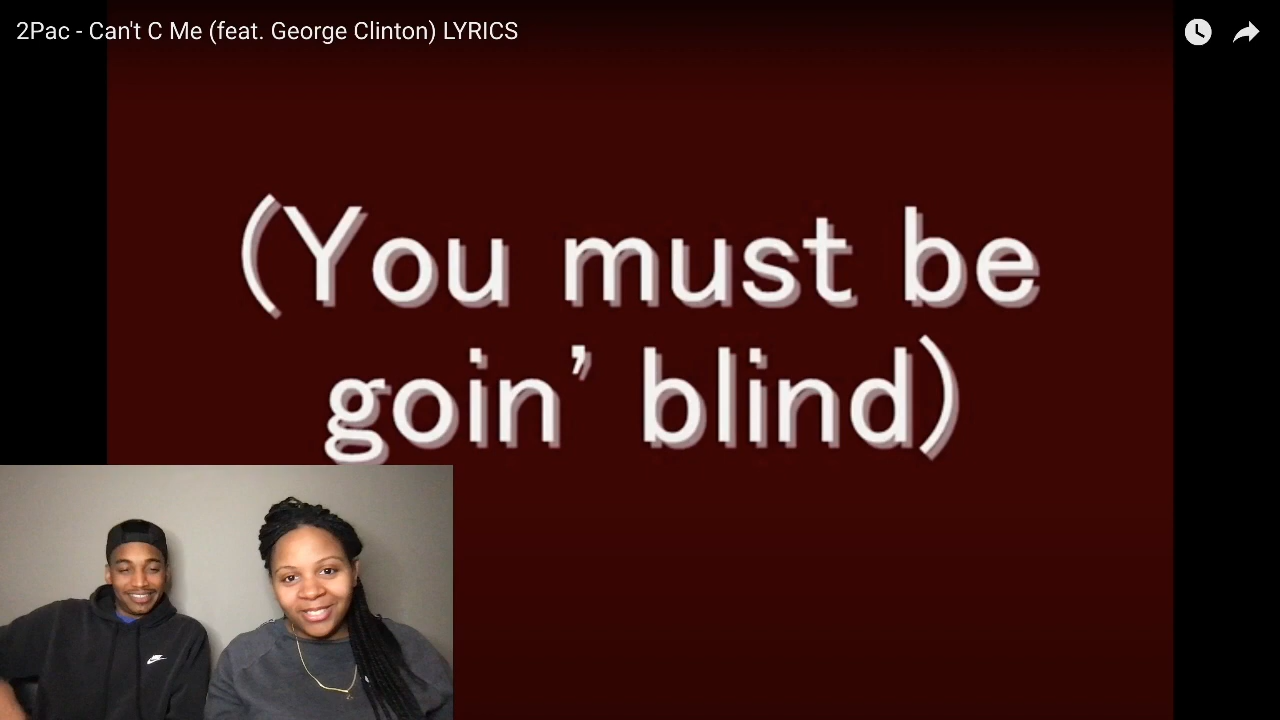 2Pac - Can't C Me (feat. George Clinton) LYRICS
(You must be
goin' blind)